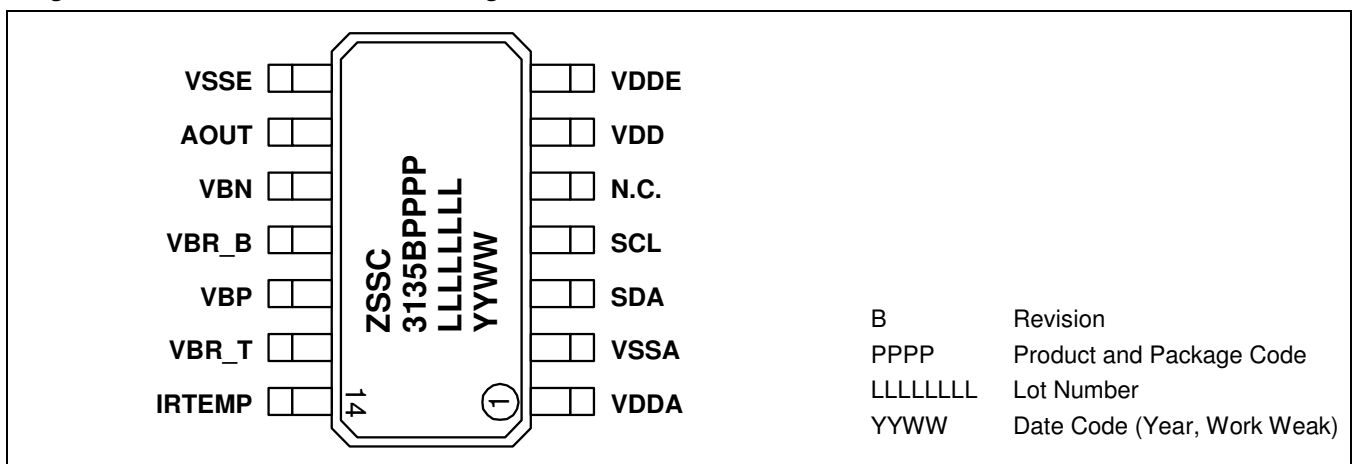 VSSE
AOUT
VBN
VBR_B
VBP
VBR_T
IRTEMP
ZSSC
3135BPPPP
LLLLLLLL
YYWW
14
1
VDDE
VDD
N.C.
SCL
SDA
VSSA
VDDA
B Revision
PPPP Product and Package Code
LLLLLLLL Lot Number
YYWW Date Code (Year, Work Weak)